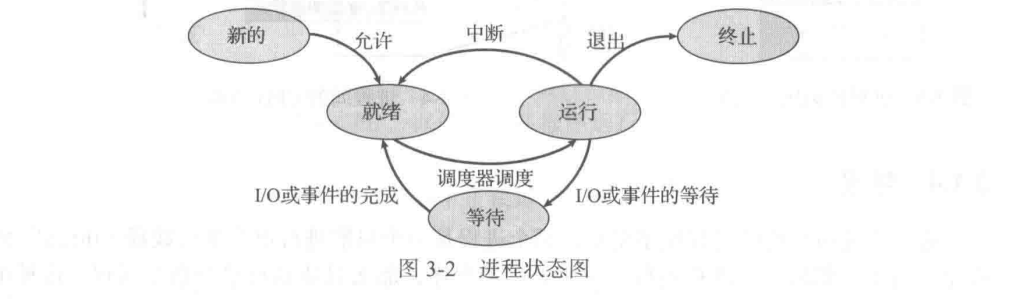 新的
允许
中断
退出
终止
就绪
运行
调度器调度
I/O或事件的完成
I/O或事件的等待
等待
图 3-2 进程状态图